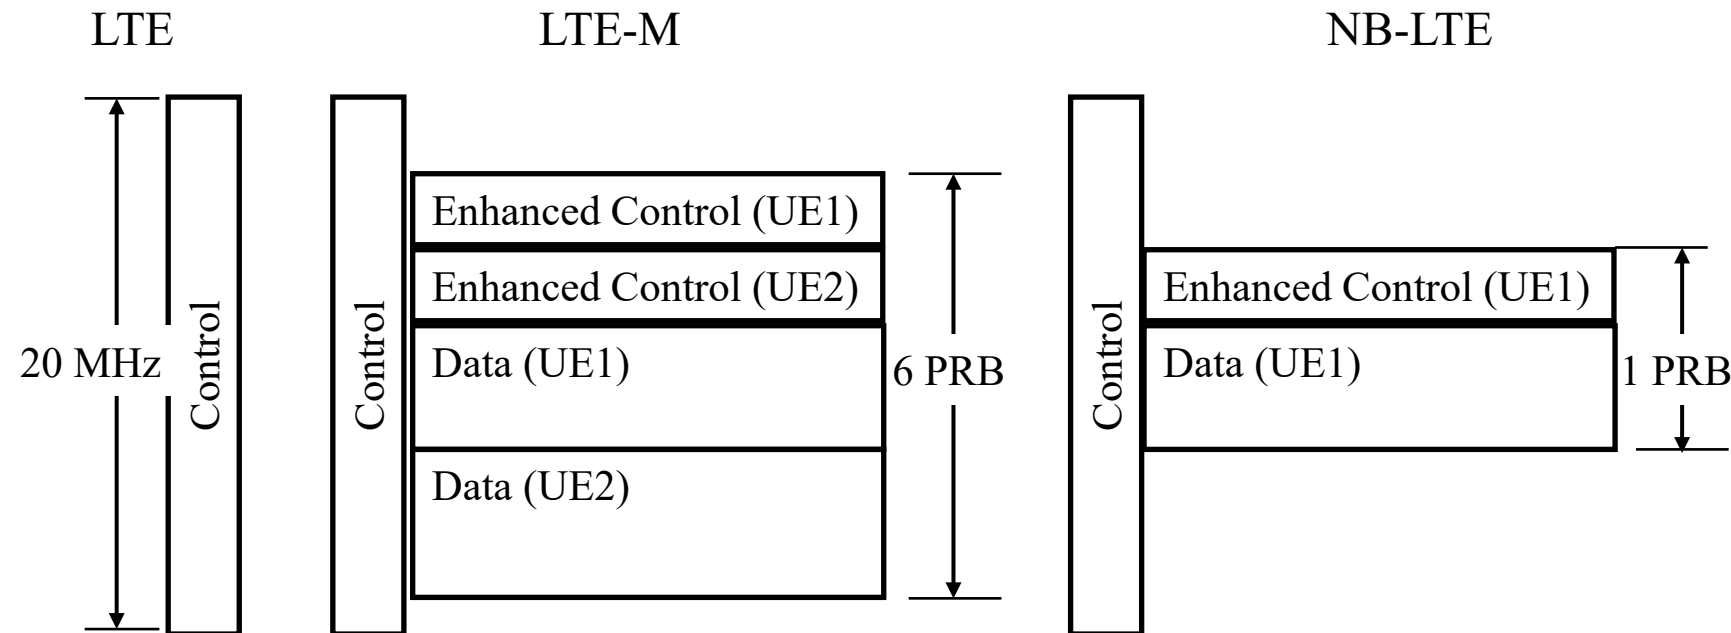 LTE
LTE-M
NB-LTE
20 MHz
Control
Control
Enhanced Control (UE1)
Enhanced Control (UE2)
Data (UE1)
Data (UE2)
6 PRB
Control
Enhanced Control (UE1)
Data (UE1)
1 PRB